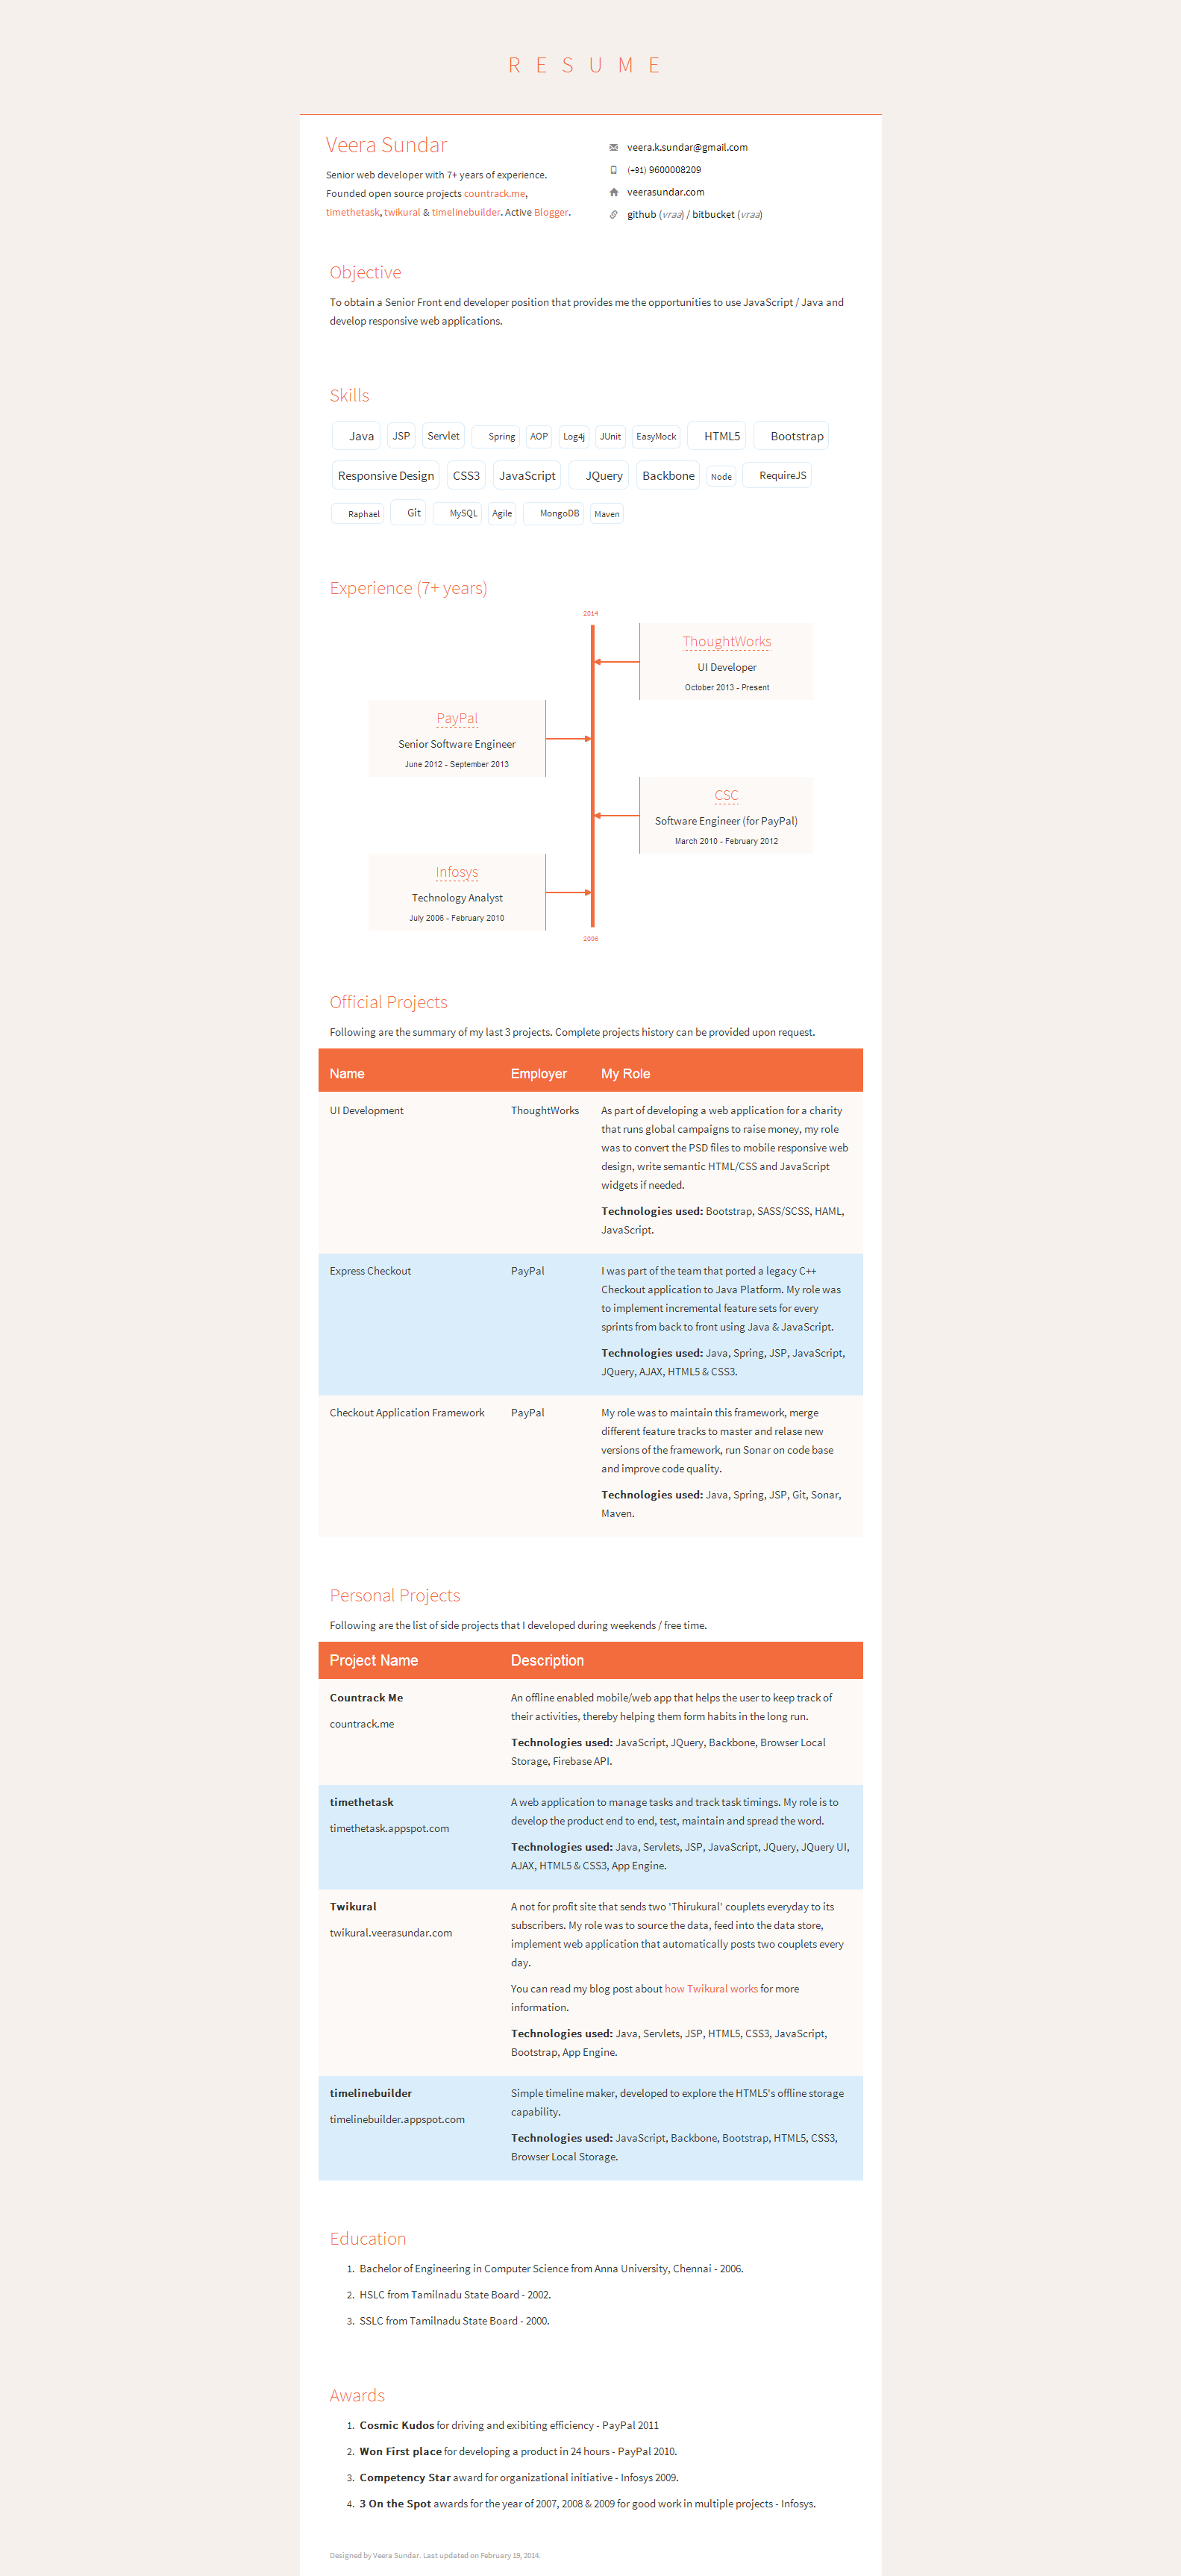 RESUME
Veera Sundar
Senior web developer with 7+ years of experience.
Founded open source projects countrack.me,
timethetask, twikural & timelinebuilder. Active Blogger.
veera.k.sundar@gmail.com
(+91) 9600008209
veerasundar.com
github (vraa) / bitbucket (vraa)
Objective
To obtain a Senior Front end developer position that provides me the opportunities to use JavaScript / Java and
develop responsive web applications.
Skills
Java JSP Servlet Spring AOP Log4j JUnit EasyMock HTML5 Bootstrap
Responsive Design CSS3 JavaScript JQuery Backbone Node RequireJS
Raphael Git MySQL Agile MongoDB Maven
Experience (7+ years)
2014
ThoughtWorks
UI Developer
October 2013 - Present
PayPal
Senior Software Engineer
June 2012 - September 2013
CSC
Software Engineer (for PayPal)
March 2010 - February 2012
Infosys
Technology Analyst
July 2006 - February 2010
2006
Official Projects
Following are the summary of my last 3 projects. Complete projects history can be provided upon request.
Name Employer My Role
UI Development ThoughtWorks As part of developing a web application for a charity
that runs global campaigns to raise money, my role
was to convert the PSD files to mobile responsive web
design, write semantic HTML/CSS and JavaScript
widgets if needed.
Technologies used: Bootstrap, SASS/SCSS, HAML,
JavaScript.
Express Checkout PayPal I was part of the team that ported a legacy C++
Checkout application to Java Platform. My role was
to implement incremental feature sets for every
sprints from back to front using Java & JavaScript.
Technologies used: Java, Spring, JSP, JavaScript,
JQuery, AJAX, HTML5 & CSS3.
Checkout Application Framework PayPal My role was to maintain this framework, merge
different feature tracks to master and relase new
versions of the framework, run Sonar on code base
and improve code quality.
Technologies used: Java, Spring, JSP, Git, Sonar,
Maven.
Personal Projects
Following are the list of side projects that I developed during weekends / free time.
Project Name Description
Countrack Me
countrack.me
An offline enabled mobile/web app that helps the user to keep track of
their activities, thereby helping them form habits in the long run.
Technologies used: JavaScript, JQuery, Backbone, Browser Local
Storage, Firebase API.
timethetask
timethetask.appspot.com
A web application to manage tasks and track task timings. My role is to
develop the product end to end, test, maintain and spread the word.
Technologies used: Java, Servlets, JSP, JavaScript, JQuery, JQuery UI,
AJAX, HTML5 & CSS3, App Engine.
Twikural
twikural.veerasundar.com
A not for profit site that sends two 'Thirukural' couplets everyday to its
subscribers. My role was to source the data, feed into the data store,
implement web application that automatically posts two couplets every
day.
You can read my blog post about how Twikural works for more
information.
Technologies used: Java, Servlets, JSP, HTML5, CSS3, JavaScript,
Bootstrap, App Engine.
timelinebuilder
timelinebuilder.appspot.com
Simple timeline maker, developed to explore the HTML5's offline storage
capability.
Technologies used: JavaScript, Backbone, Bootstrap, HTML5, CSS3,
Browser Local Storage.
Education
1. Bachelor of Engineering in Computer Science from Anna University, Chennai - 2006.
2. HSLC from Tamilnadu State Board - 2002.
3. SSLC from Tamilnadu State Board - 2000.
Awards
1. Cosmic Kudos for driving and exibiting efficiency - PayPal 2011
2. Won First place for developing a product in 24 hours - PayPal 2010.
3. Competency Star award for organizational initiative - Infosys 2009.
4. 3 On the Spot awards for the year of 2007, 2008 & 2009 for good work in multiple projects - Infosys.
Designed by Veera Sundar. Last updated on February 19, 2014.